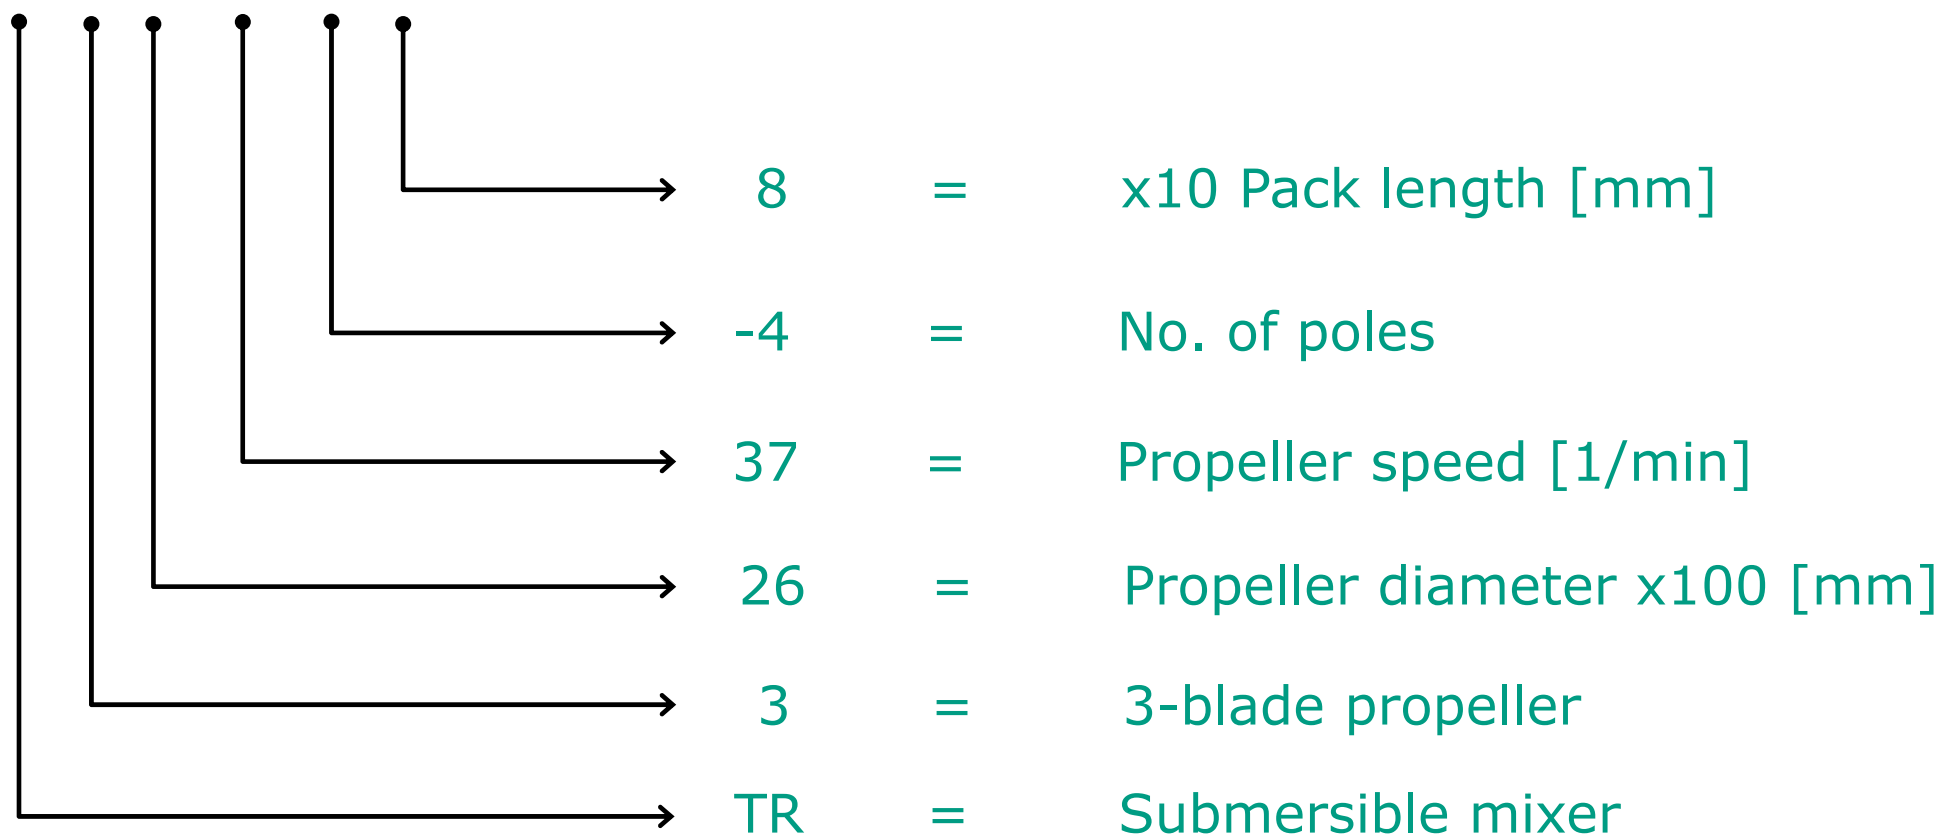 8 = x10 Pack length [mm]
-4 = No. of poles
37 = Propeller speed [1/min]
26 = Propeller diameter x100 [mm]
3 = 3-blade propeller
TR = Submersible mixer